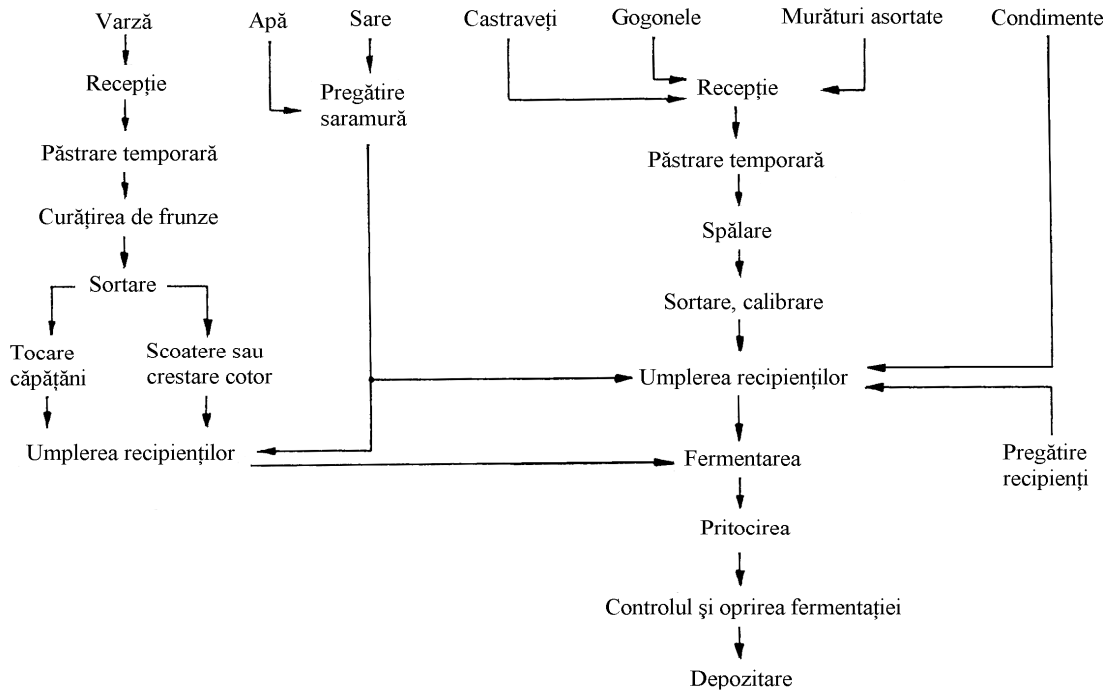 Varză
Apă
Sare
Castraveți
Gogonele
Murături asortate
Condimente
Recepție
Pregătire
saramură
Recepție
Păstrare temporară
Păstrare temporară
Curățirea de frunze
Spălare
Sortare
Sortare, calibrare
Tocare
căpățâni
Scoatere sau
crestare cotor
Umplerea recipienților
Umplerea recipienților
Fermentarea
Pregătire
recipienți
Pritocirea
Controlul şi oprirea fermentației
Depozitare